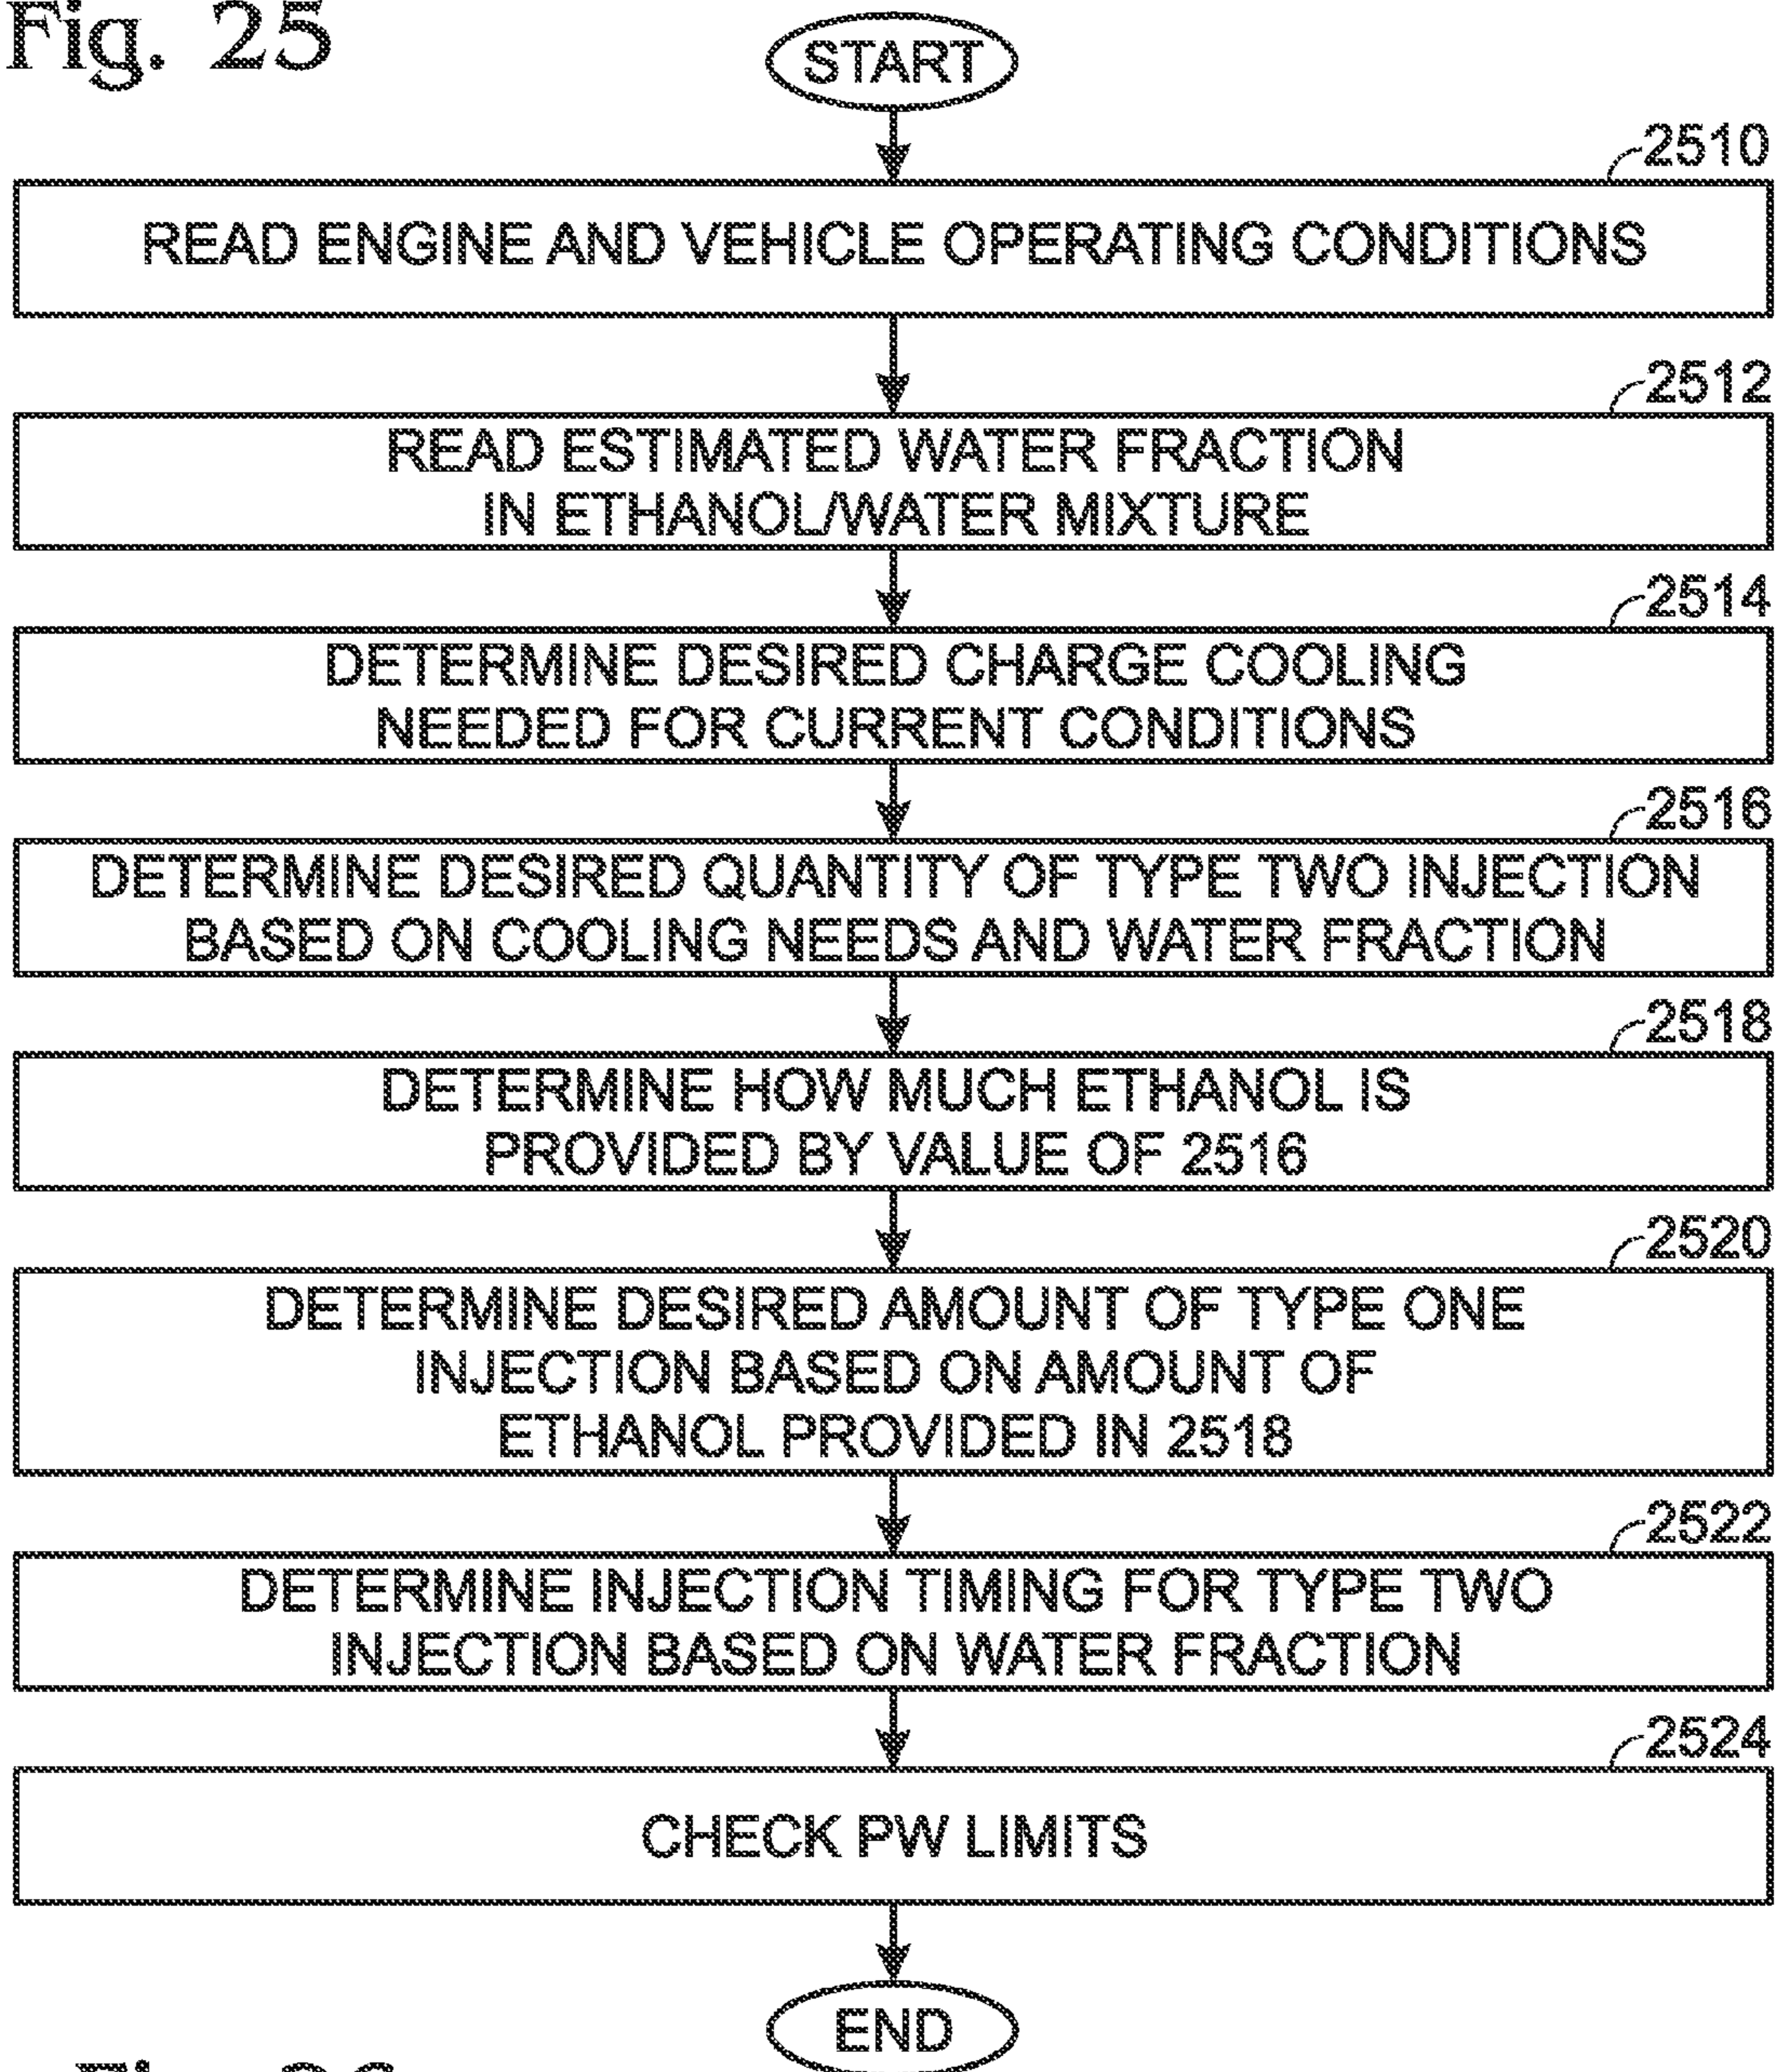 Fig. 25
START
2510
READ ENGINE AND VEHICLE OPERATING CONDITIONS
2512
READ ESTIMATED WATER FRACTION
IN ETHANOL/WATER MIXTURE
2514
DETERMINE DESIRED CHARGE COOLING
NEEDED FOR CURRENT CONDITIONS
2516
DETERMINE DESIRED QUANTITY OF TYPE TWO INJECTION
BASED ON COOLING NEEDS AND WATER FRACTION
2518
DETERMINE HOW MUCH ETHANOL IS
PROVIDED BY VALUE OF 2516
2520
DETERMINE DESIRED AMOUNT OF TYPE ONE
INJECTION BASED ON AMOUNT OF
ETHANOL PROVIDED IN 2518
2522
DETERMINE INJECTION TIMING FOR TYPE TWO
INJECTION BASED ON WATER FRACTION
2524
CHECK PW LIMITS
END